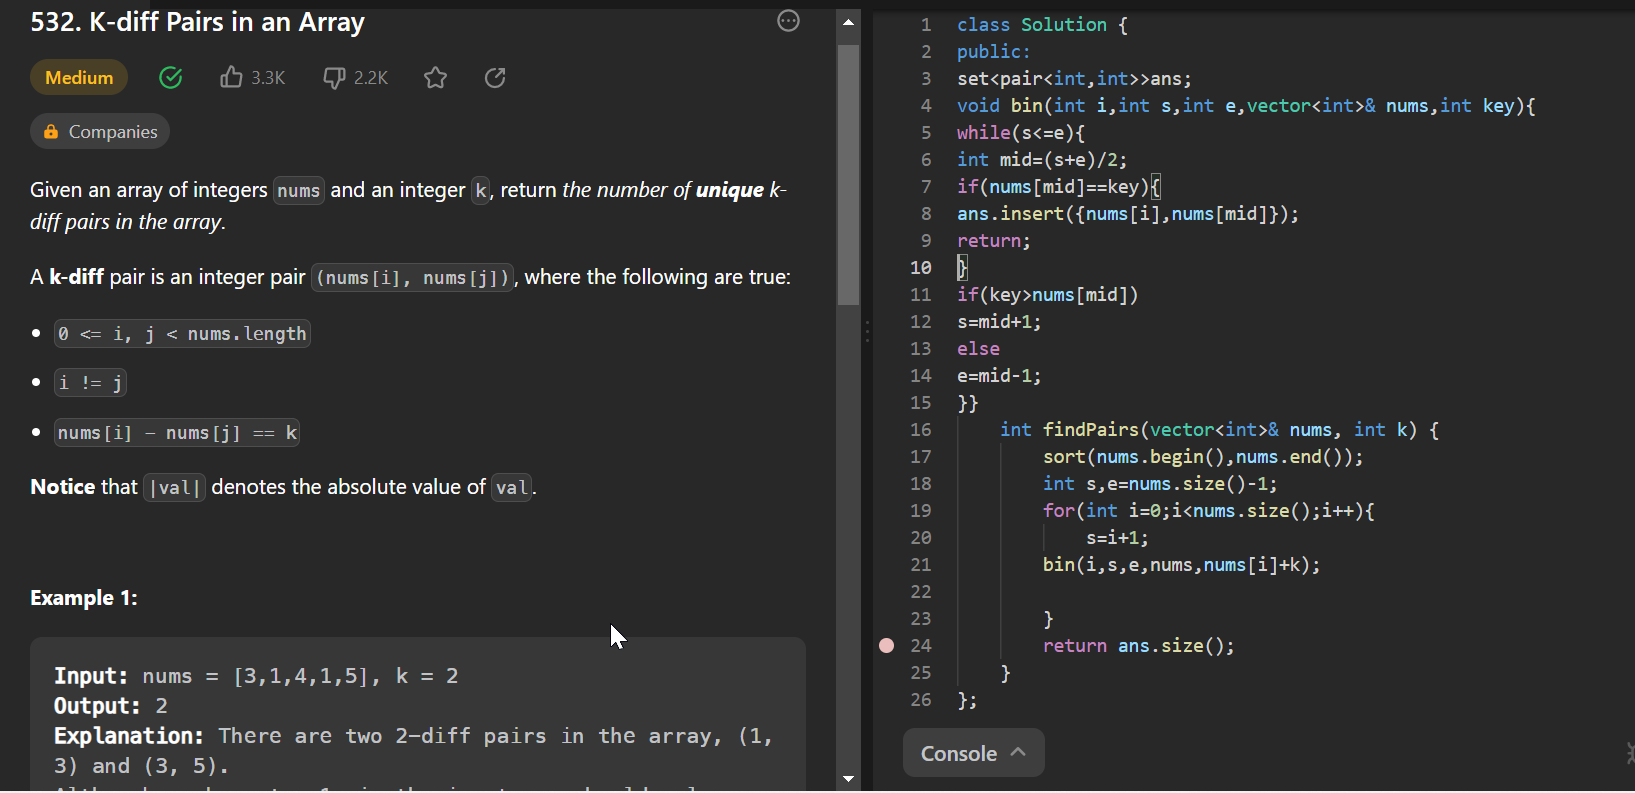 532. K-diff Pairs in an Array
Medium 3.3K 2.2K
Companies
Given an array of integers nums and an integer k, return the number of unique k-
diff pairs in the array.
A k-diff pair is an integer pair (nums[i], nums[j]), where the following are true:
0 <= i, j < nums.length
i != j
nums[i] - nums[j] == k
Notice that |val| denotes the absolute value of val.
Example 1:
Input: nums = [3,1,4,1,5], k = 2
Output: 2
Explanation: There are two 2-diff pairs in the array, (1,
3) and (3, 5).
1 class Solution {
2 public:
3 set<pair<int,int>>ans;
4 void bin(int i,int s,int e,vector<int>& nums,int key){
5 while(s<=e){
6 int mid=(s+e)/2;
7 if(nums[mid]==key){
8 ans.insert({nums[i],nums[mid]});
9 return;
10 }
11 if(key>nums[mid])
12 s=mid+1;
13 else
14 e=mid-1;
15 }}
16 int findPairs(vector<int>& nums, int k) {
17 sort(nums.begin(),nums.end());
18 int s,e=nums.size()-1;
19 for(int i=0;i<nums.size();i++){
20 s=i+1;
21 bin(i,s,e,nums,nums[i]+k);
22
23 }
24 return ans.size();
25 }
26 };
Console